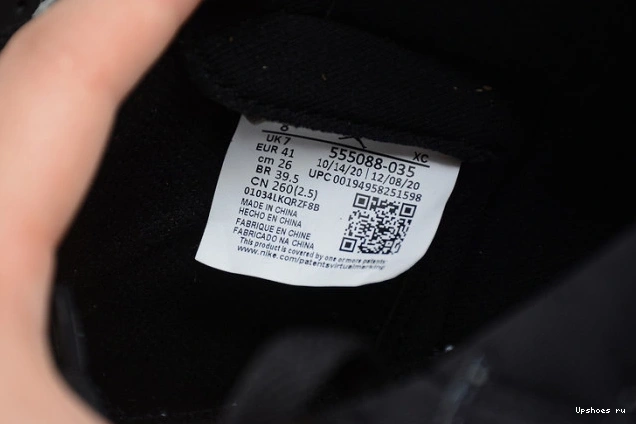 8
UK 7
EUR 41
cm 26
BR 39.5
CN 260(2.5)
01034LKQRZF8B
MADE IN CHINA
HECHO EN CHINA
FABRIQUE EN CHINE
FABRICADO NA CHINA
This product is covered by one or more patents
www.nike.com/patentsvirtualmarking
XC
555088-035
10/14/20 | 12/08/20
UPC 00194958251598
Upshoes ru